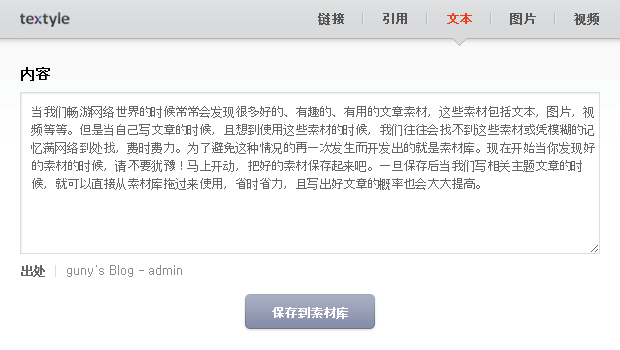 textyle
链接 引用 文本 图片 视频
内容
当我们畅游网络世界的时候常常会发现很多好的、有趣的、有用的文章素材，这些素材包括文本，图片，视
频等等。但是当自己写文章的时候，且想到使用这些素材的时候，我们往往会找不到这些素材或凭模糊的记
忆满网络到处找，费时费力。为了避免这种情况的再一次发生而开发出的就是素材库。现在开始当你发现好
的素材的时候，请不要犹豫！马上开动，把好的素材保存起来吧。一旦保存后当我们写相关主题文章的时
候，就可以直接从素材库拖过来使用，省时省力，且写出好文章的概率也会大大提高。
出处 guny's Blog - admin
保存到素材库